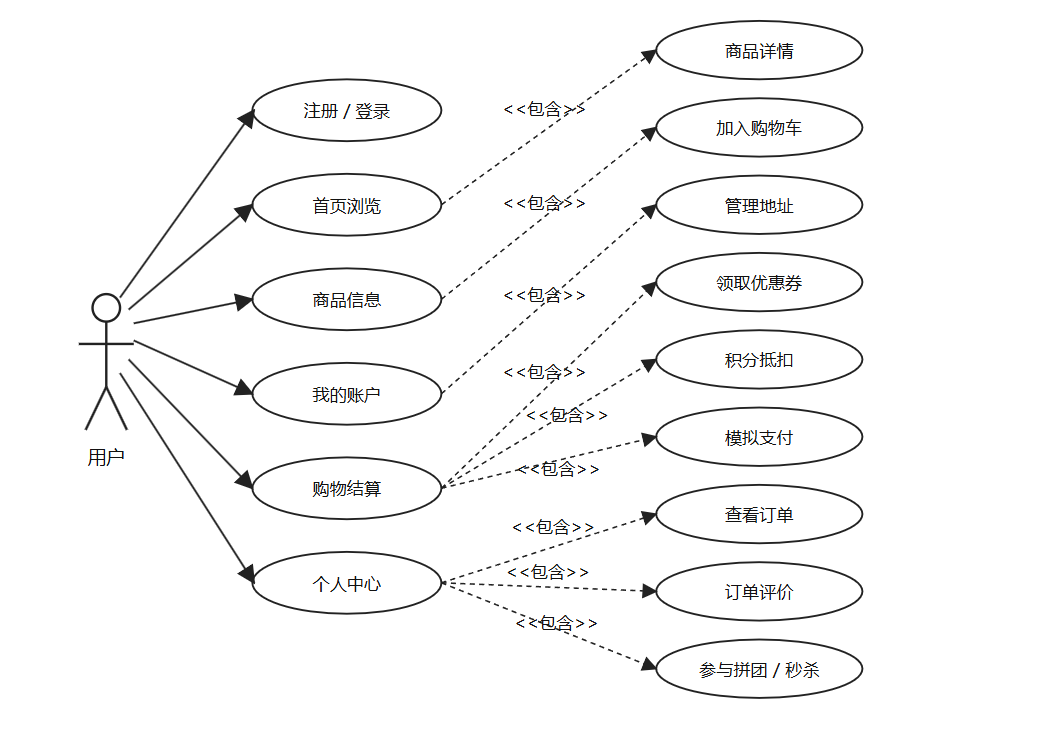 商品详情
注册 / 登录
<<包含>>
加入购物车
首页浏览
<<包含>>
管理地址
商品信息
<<包含>>
领取优惠券
我的账户
<<包含>>
积分抵扣
<<包含>>
模拟支付
用户
<<包含>>
购物结算
查看订单
<<包含>>
个人中心
<<包含>>
订单评价
<<包含>>
参与拼团 / 秒杀